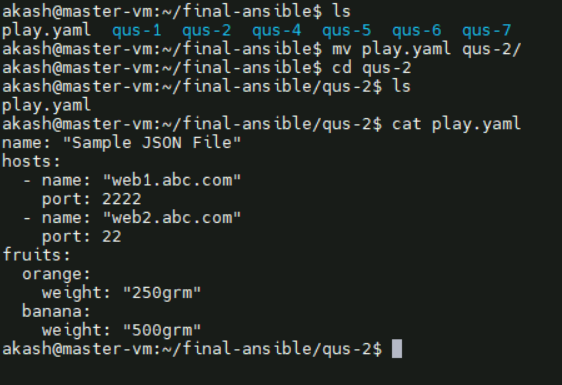 akash@master-vm:~/final-ansible$ ls
play.yaml  qus-1  qus-2  qus-4  qus-5  qus-6  qus-7
akash@master-vm:~/final-ansible$ mv play.yaml qus-2/
akash@master-vm:~/final-ansible$ cd qus-2
akash@master-vm:~/final-ansible/qus-2$ ls
play.yaml
akash@master-vm:~/final-ansible/qus-2$ cat play.yaml
name: "Sample JSON File"
hosts:
  - name: "web1.abc.com"
    port: 2222
  - name: "web2.abc.com"
    port: 22
fruits:
  orange:
    weight: "250grm"
  banana:
    weight: "500grm"
akash@master-vm:~/final-ansible/qus-2$